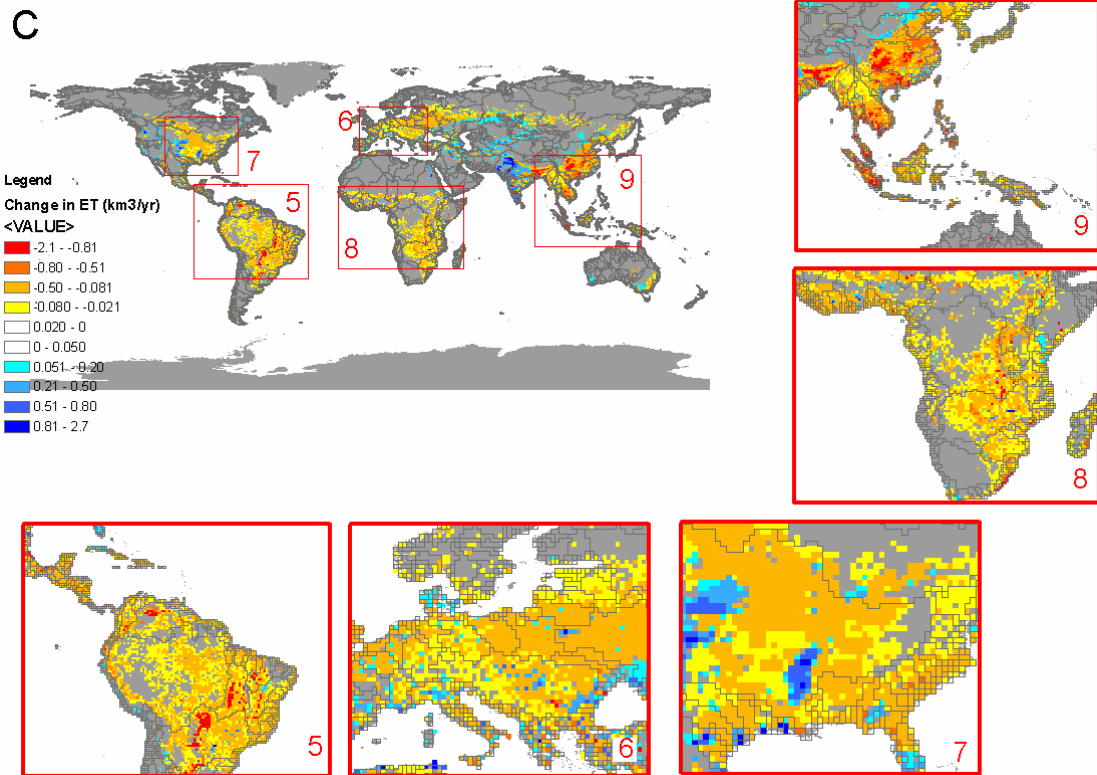 C
6
7
5
9
8
Legend
Change in ET (km3/yr)
<VALUE>
-2.1 - -0.81
-0.80 - -0.51
-0.50 - -0.081
-0.080 - -0.021
0.020 - 0
0 - 0.050
0.051 - 0.20
0.21 - 0.50
0.51 - 0.80
0.81 - 2.7
9
8
5
6
7